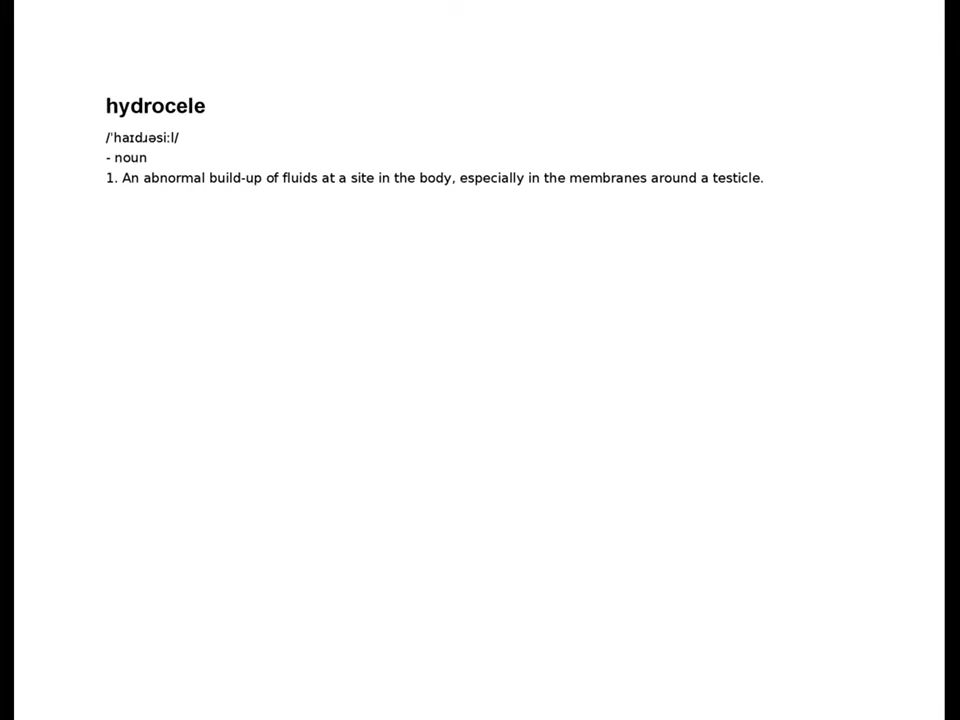 hydrocele
/ˈhaɪdɹəsiːl/
- noun
1. An abnormal build-up of fluids at a site in the body, especially in the membranes around a testicle.